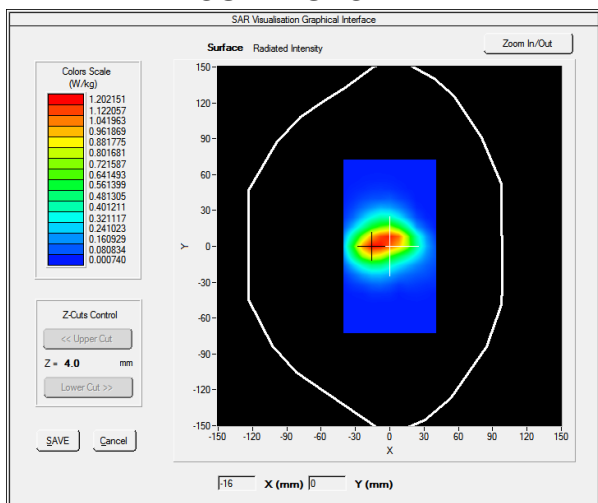 SAR Visualisation Graphical Interface
Surface Radiated Intensity
Zoom In/Out
Colors Scale
(W/kg)
1.202151
1.122057
1.041963
0.961869
0.881775
0.801681
0.721587
0.641493
0.561399
0.481305
0.401211
0.321117
0.241023
0.160929
0.080834
0.000740
Z-Cuts Control
<< Upper Cut
Z = 4.0 mm
Lower Cut >>
SAVE Cancel
150
120
90
60
30
0
-30
-60
-90
-120
-150
Y
-150 -120 -90 -60 -30 0 30 60 90 120 150
X
-16 X (mm) 0 Y (mm)